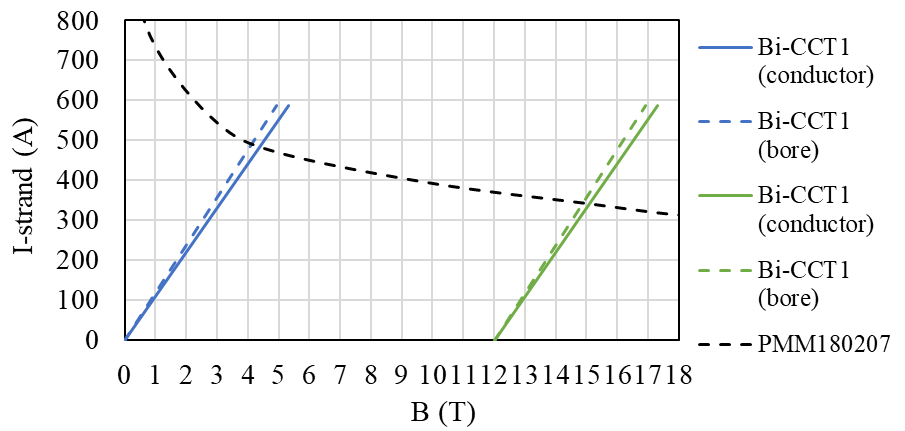 800
700
600
500
400
300
200
100
0
I-strand (A)
0 1 2 3 4 5 6 7 8 9 10 11 12 13 14 15 16 17 18
B (T)
Bi-CCT1
(conductor)
Bi-CCT1
(bore)
Bi-CCT1
(conductor)
Bi-CCT1
(bore)
PMM180207